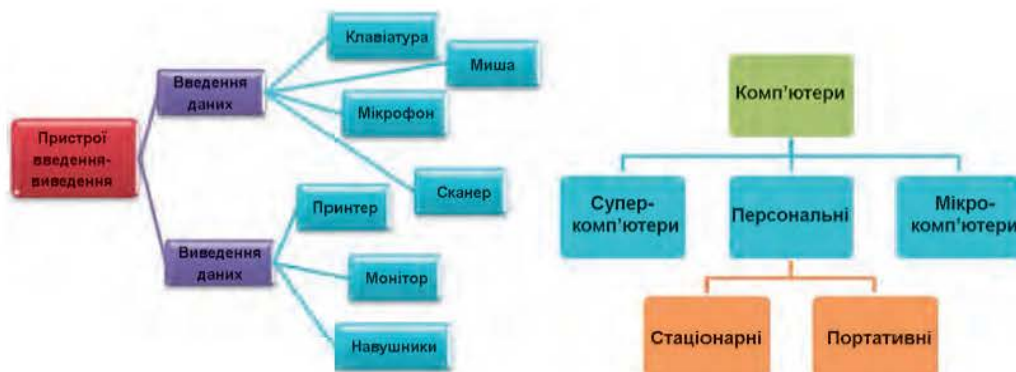 Пристрої
введення-
виведення
Введення
даних
Клавіатура
Миша
Мікрофон
Сканер
Виведення
даних
Принтер
Монітор
Навушники
Комп'ютери
Супер-
комп'ютери
Персональні
Мікро-
комп'ютери
Стаціонарні
Портативні